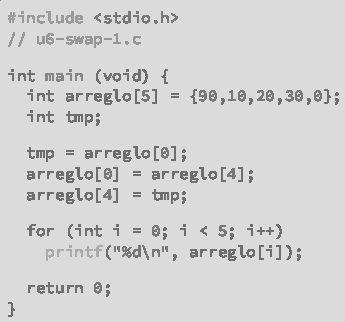 #include <stdio.h>
// u6-swap-1.c
int main (void) {
int arreglo[5] = {90,10,20,30,0};
int tmp;
tmp = arreglo[0];
arreglo[0] = arreglo[4];
arreglo[4] = tmp;
for (int i = 0; i < 5; i++)
printf("%d\n", arreglo[i]);
return 0;
}